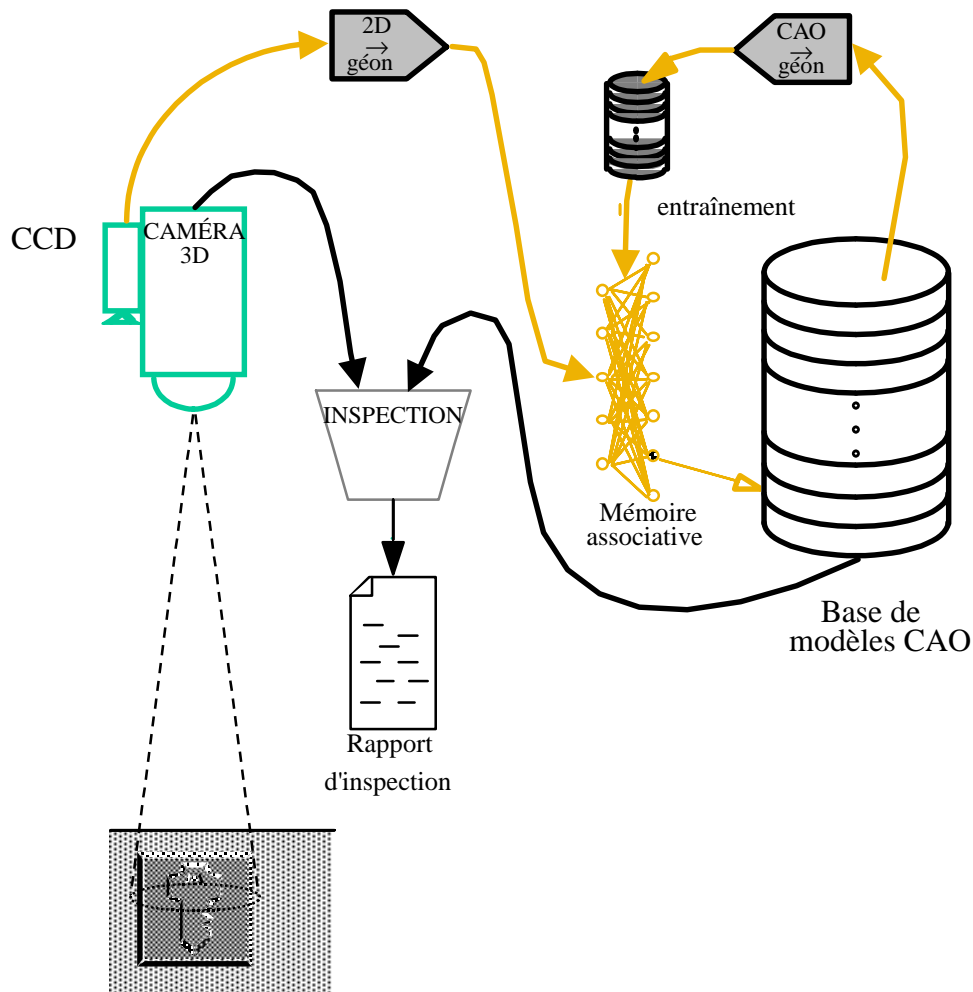 2D
→
géon
CAO
→
géon
entraînement
CCD
CAMÉRA
3D
INSPECTION
Mémoire
associative
Base de
modèles CAO
Rapport
d'inspection